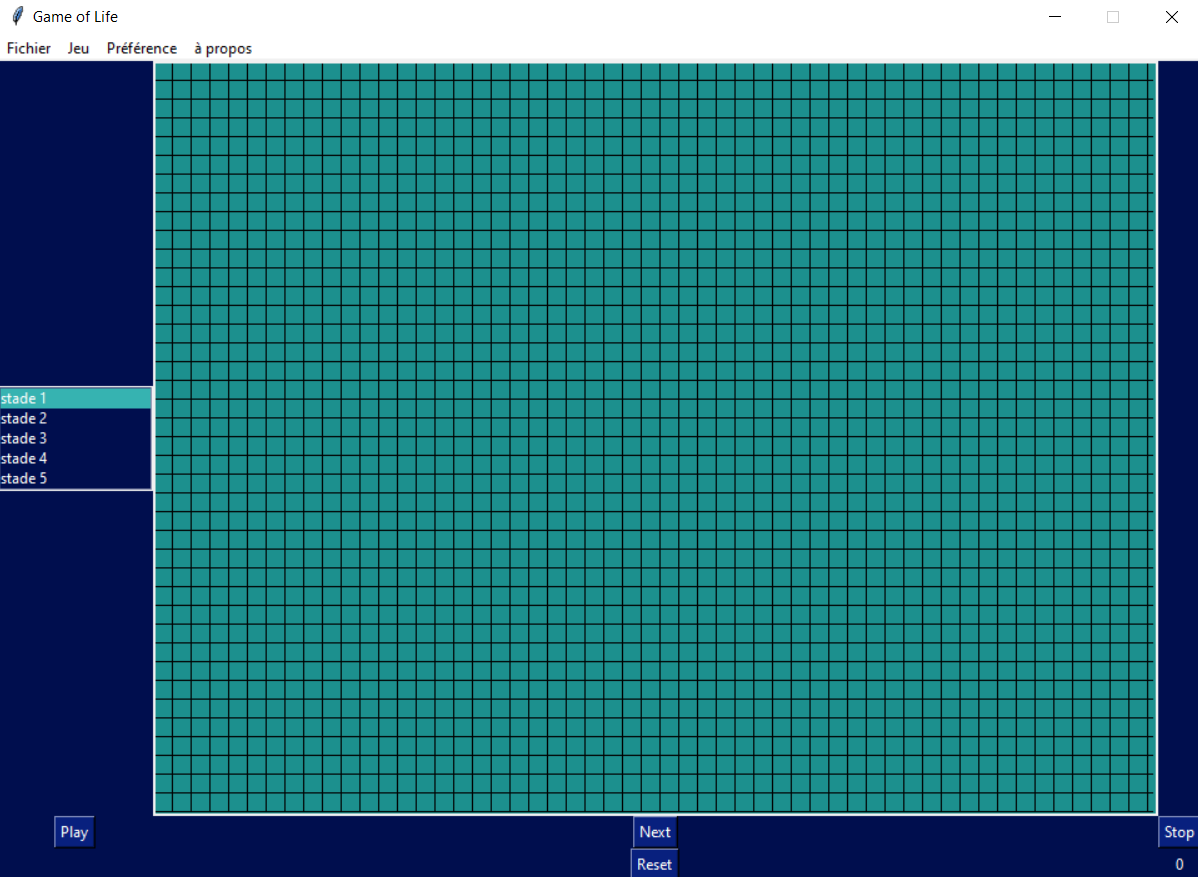 Game of Life
Fichier Jeu Préférence à propos
stade 1
stade 2
stade 3
stade 4
stade 5
Play Next Stop
Reset 0